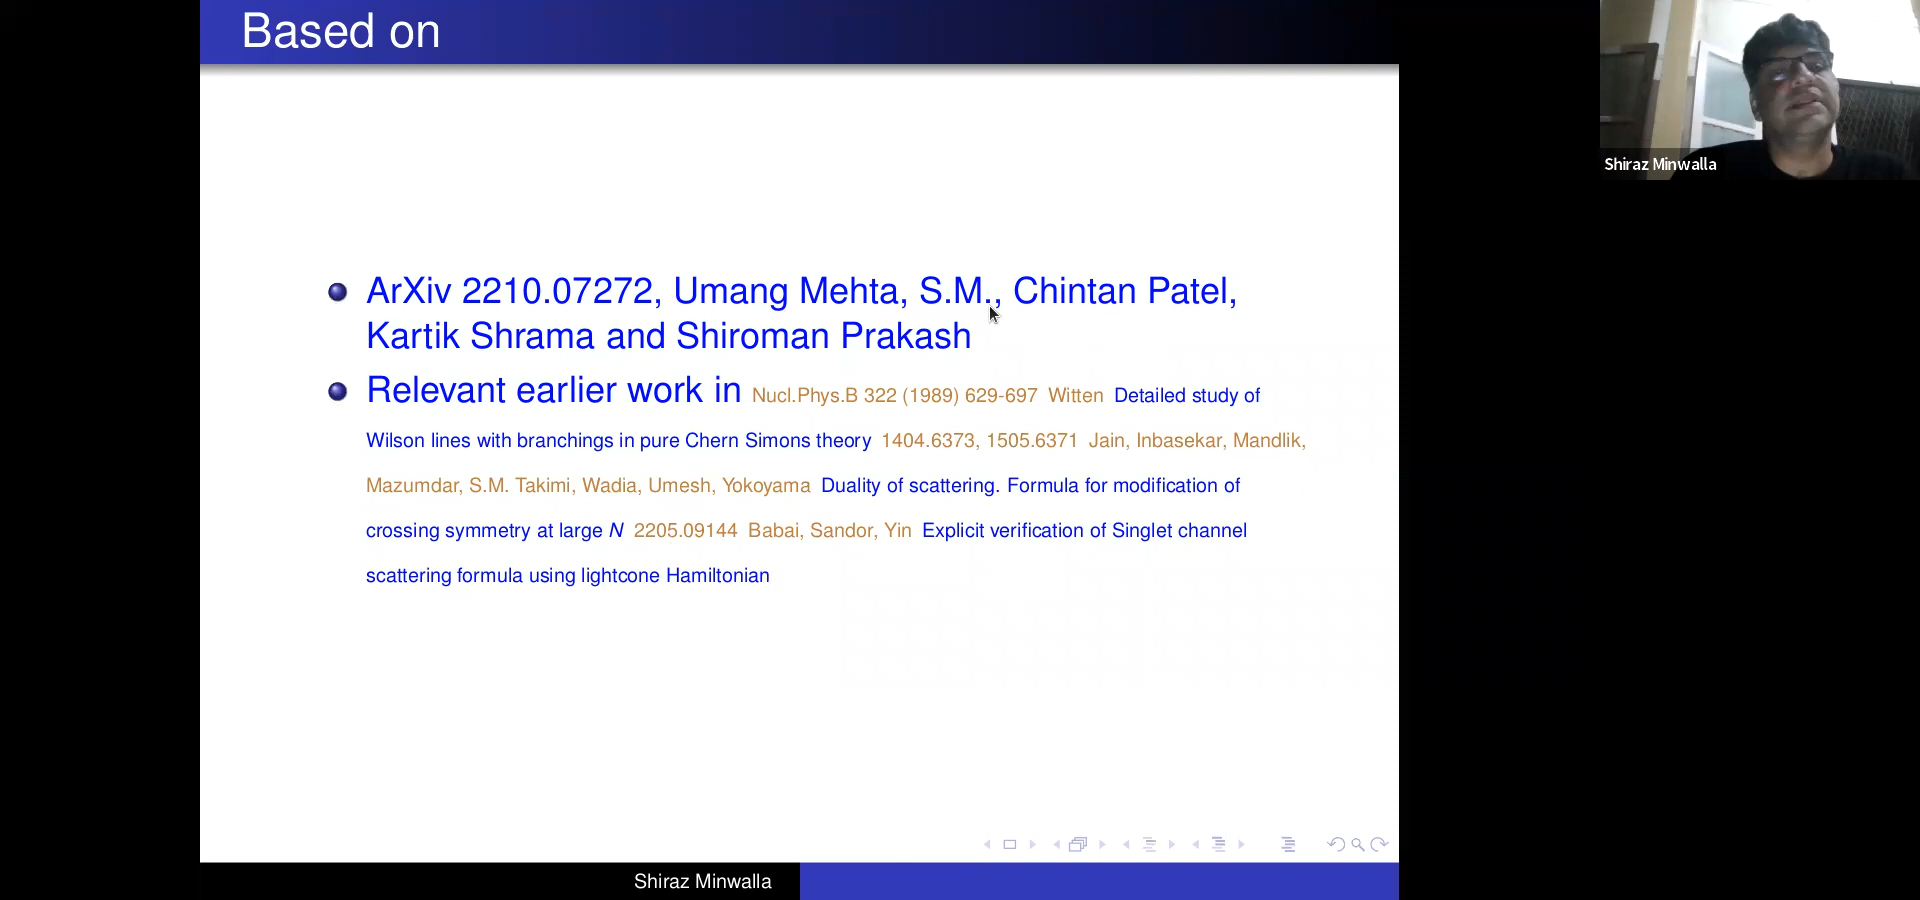 Based on
ArXiv 2210.07272, Umang Mehta, S.M., Chintan Patel,
Kartik Shrama and Shiroman Prakash
Relevant earlier work in Nucl.Phys.B 322 (1989) 629-697 Witten Detailed study of
Wilson lines with branchings in pure Chern Simons theory 1404.6373, 1505.6371 Jain, Inbasekar, Mandlik,
Mazumdar, S.M. Takimi, Wadia, Umesh, Yokoyama Duality of scattering. Formula for modification of
crossing symmetry at large N 2205.09144 Babai, Sandor, Yin Explicit verification of Singlet channel
scattering formula using lightcone Hamiltonian
Shiraz Minwalla
Shiraz Minwalla